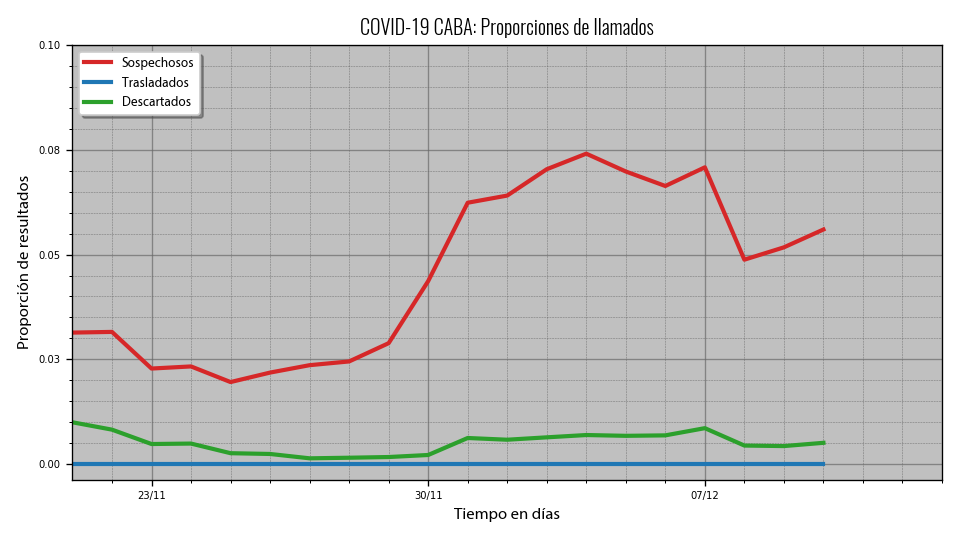 COVID-19 CABA: Proporciones de llamados
Sospechosos
Trasladados
Descartados
Proporción de resultados
0.10
0.08
0.05
0.03
0.00
23/11
30/11
07/12
Tiempo en días